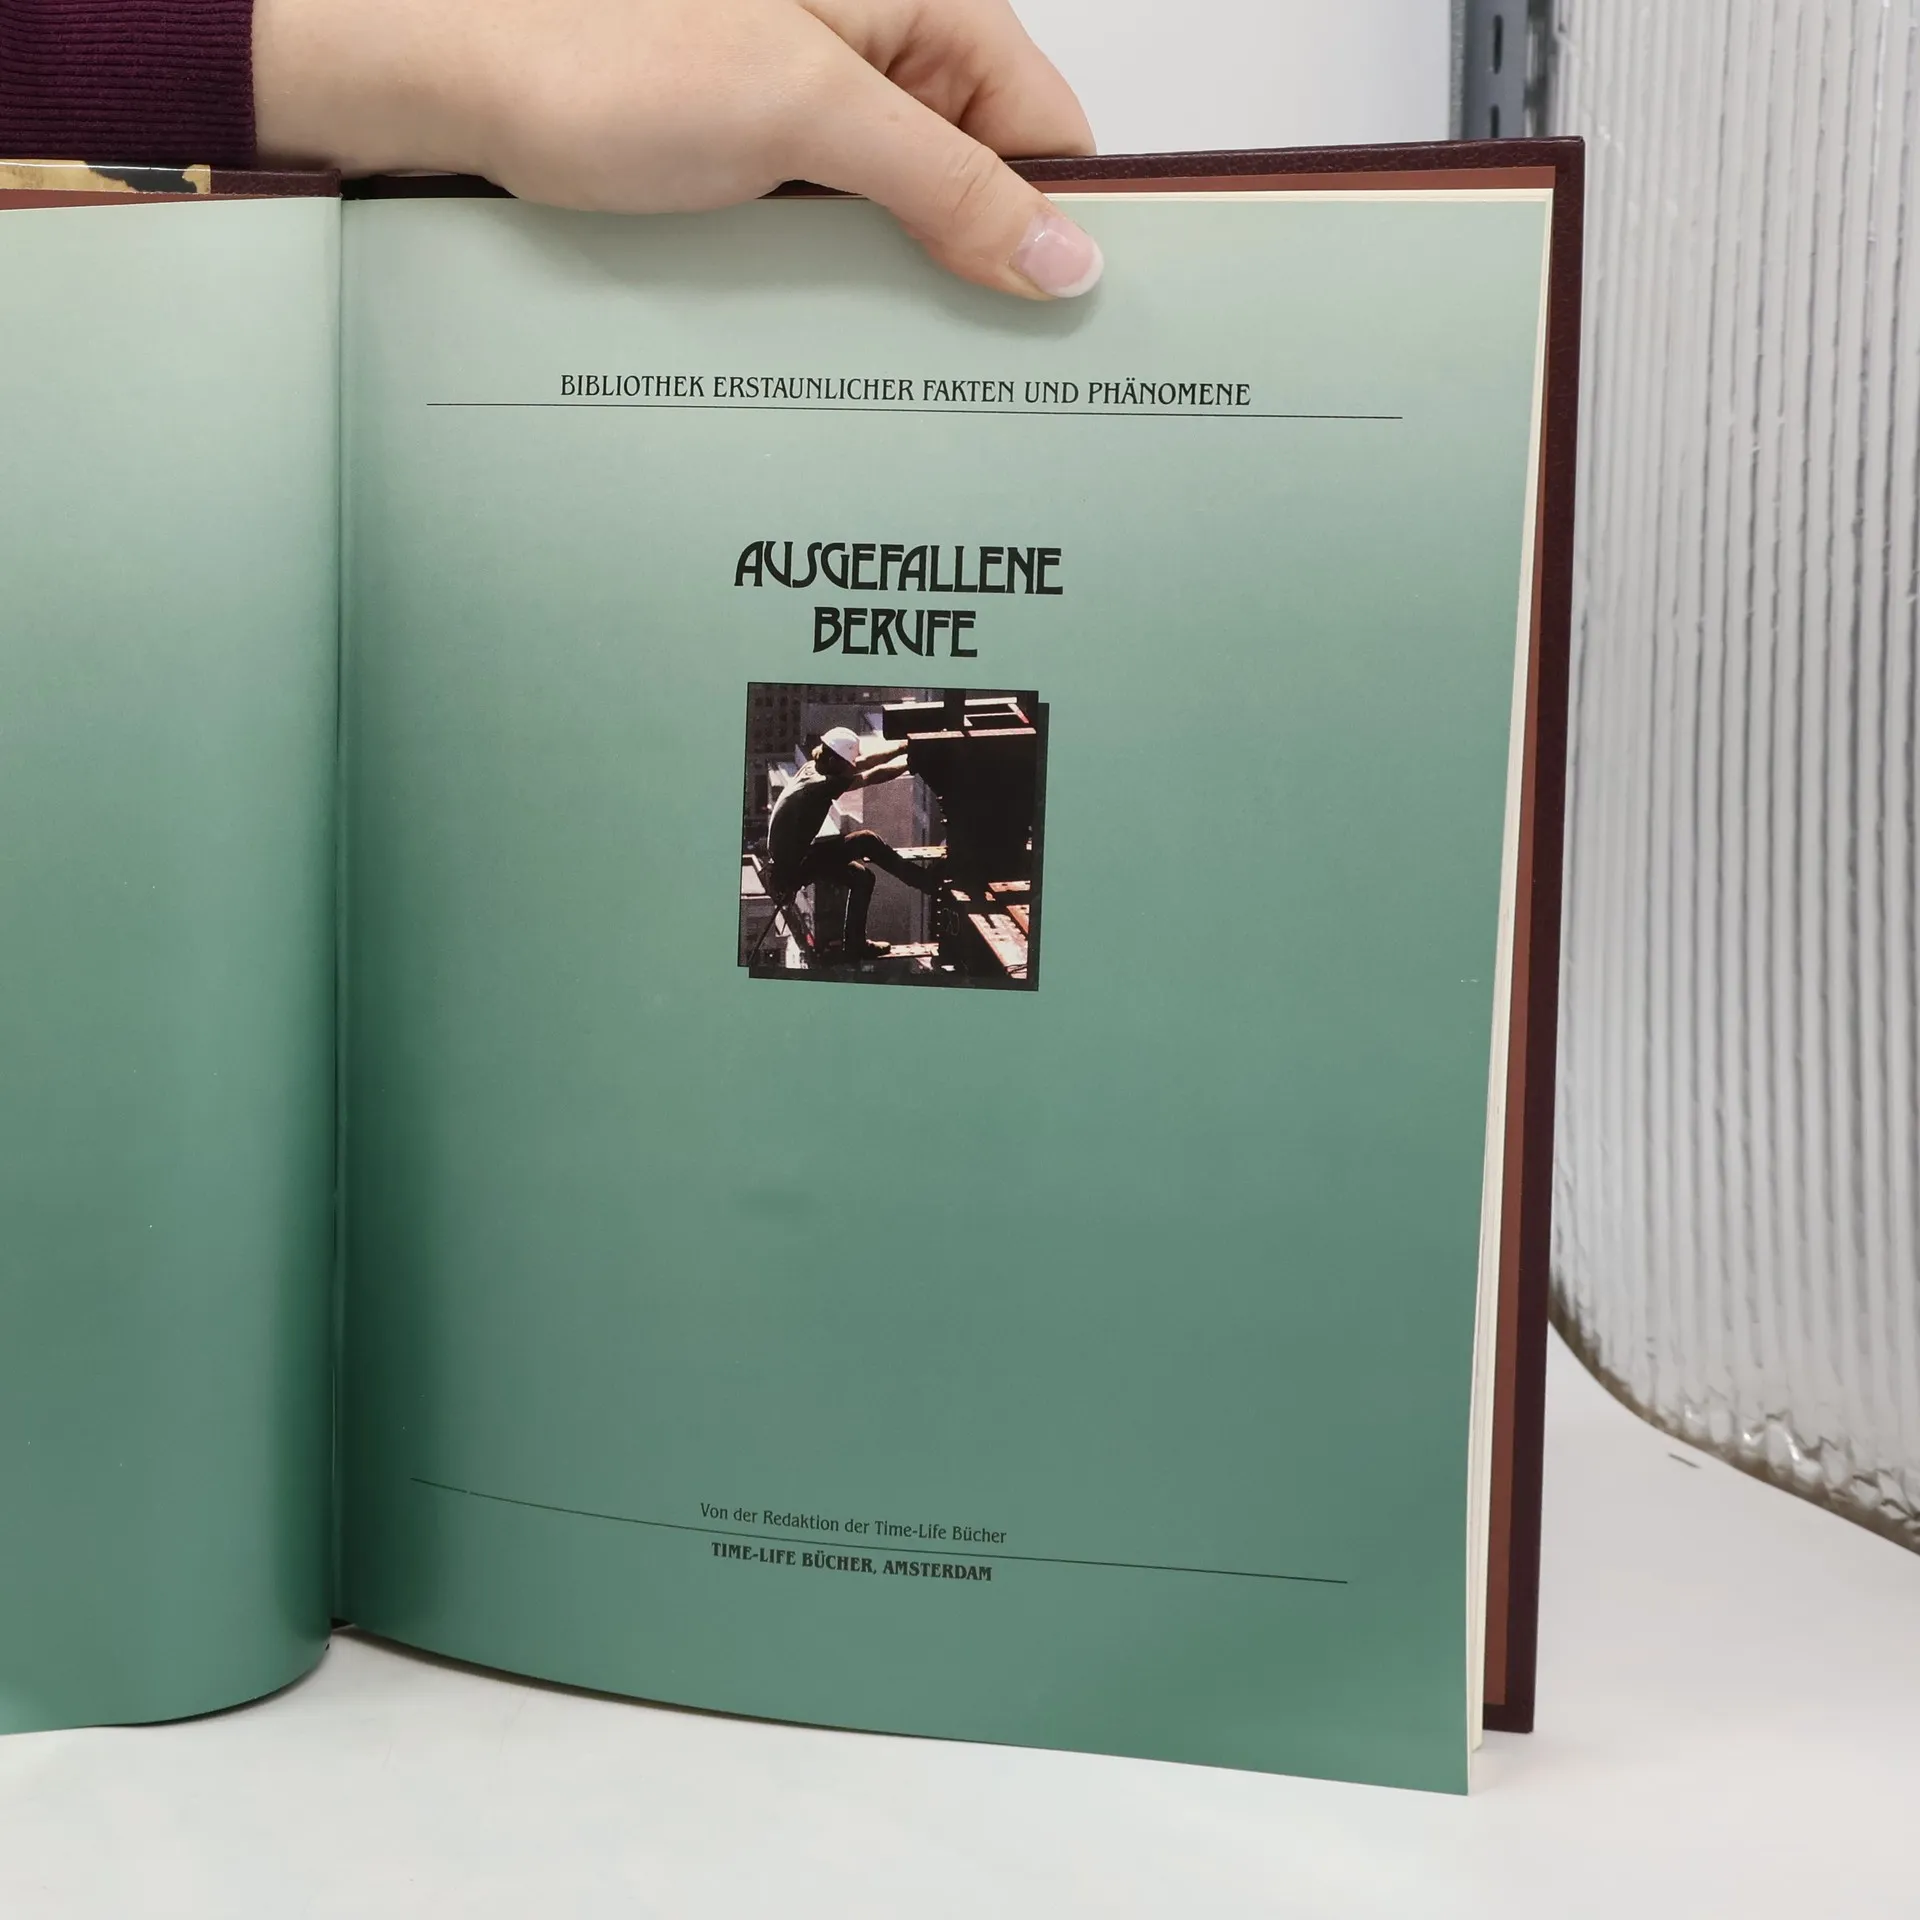 BIBLIOTHEK ERSTAUNLICHER FAKTEN UND PHÄNOMENE
AUSGEFALLENE
BERUFE
Von der Redaktion der Time-Life Bücher
TIME-LIFE BÜCHER, AMSTERDAM